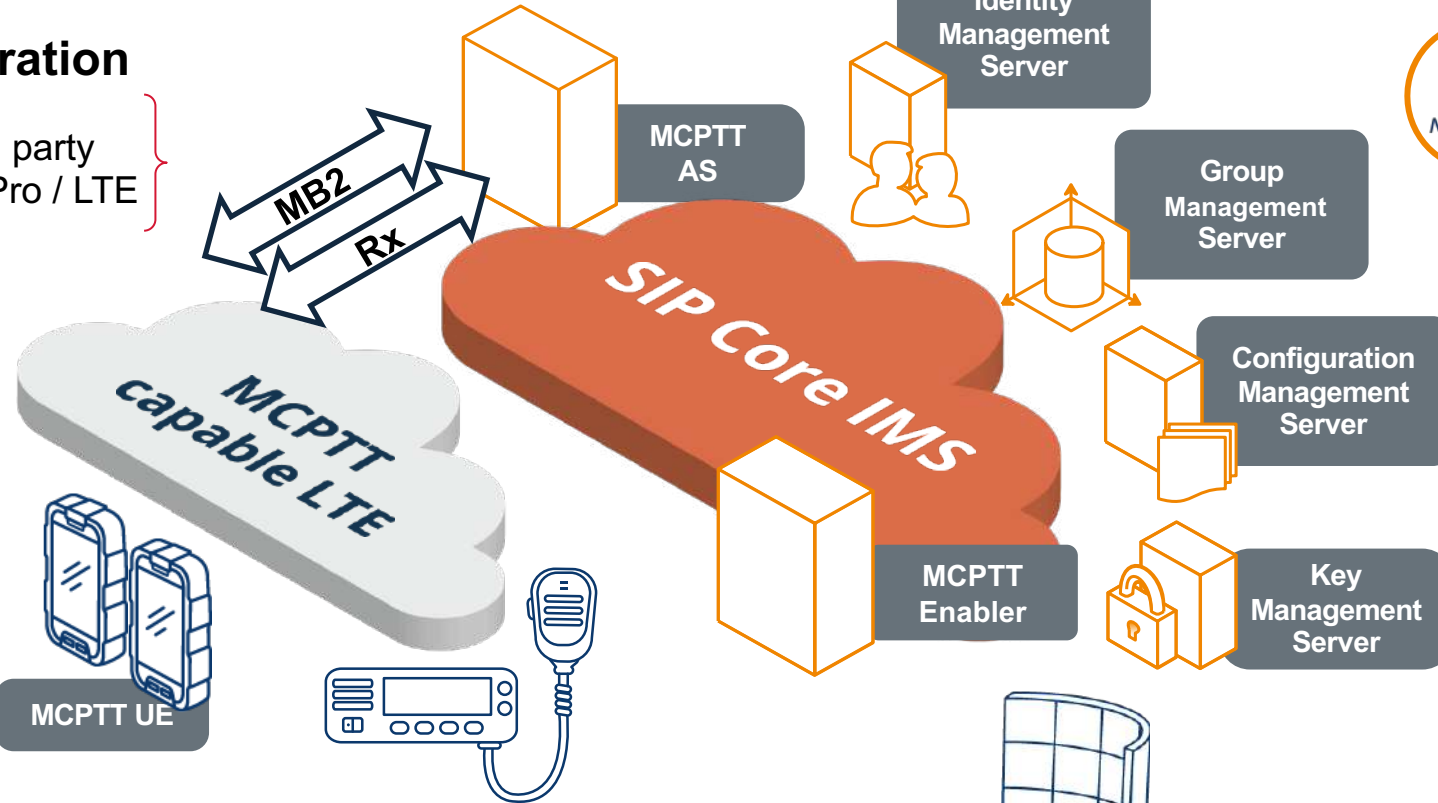 ration
party
Pro / LTE
MB2
Rx
MCPTT
AS
Identity
Management
Server
Group
Management
Server
SIP Core IMS
Configuration
Management
Server
MCPTT
capable LTE
MCPTT
Enabler
Key
Management
Server
MCPTT UE